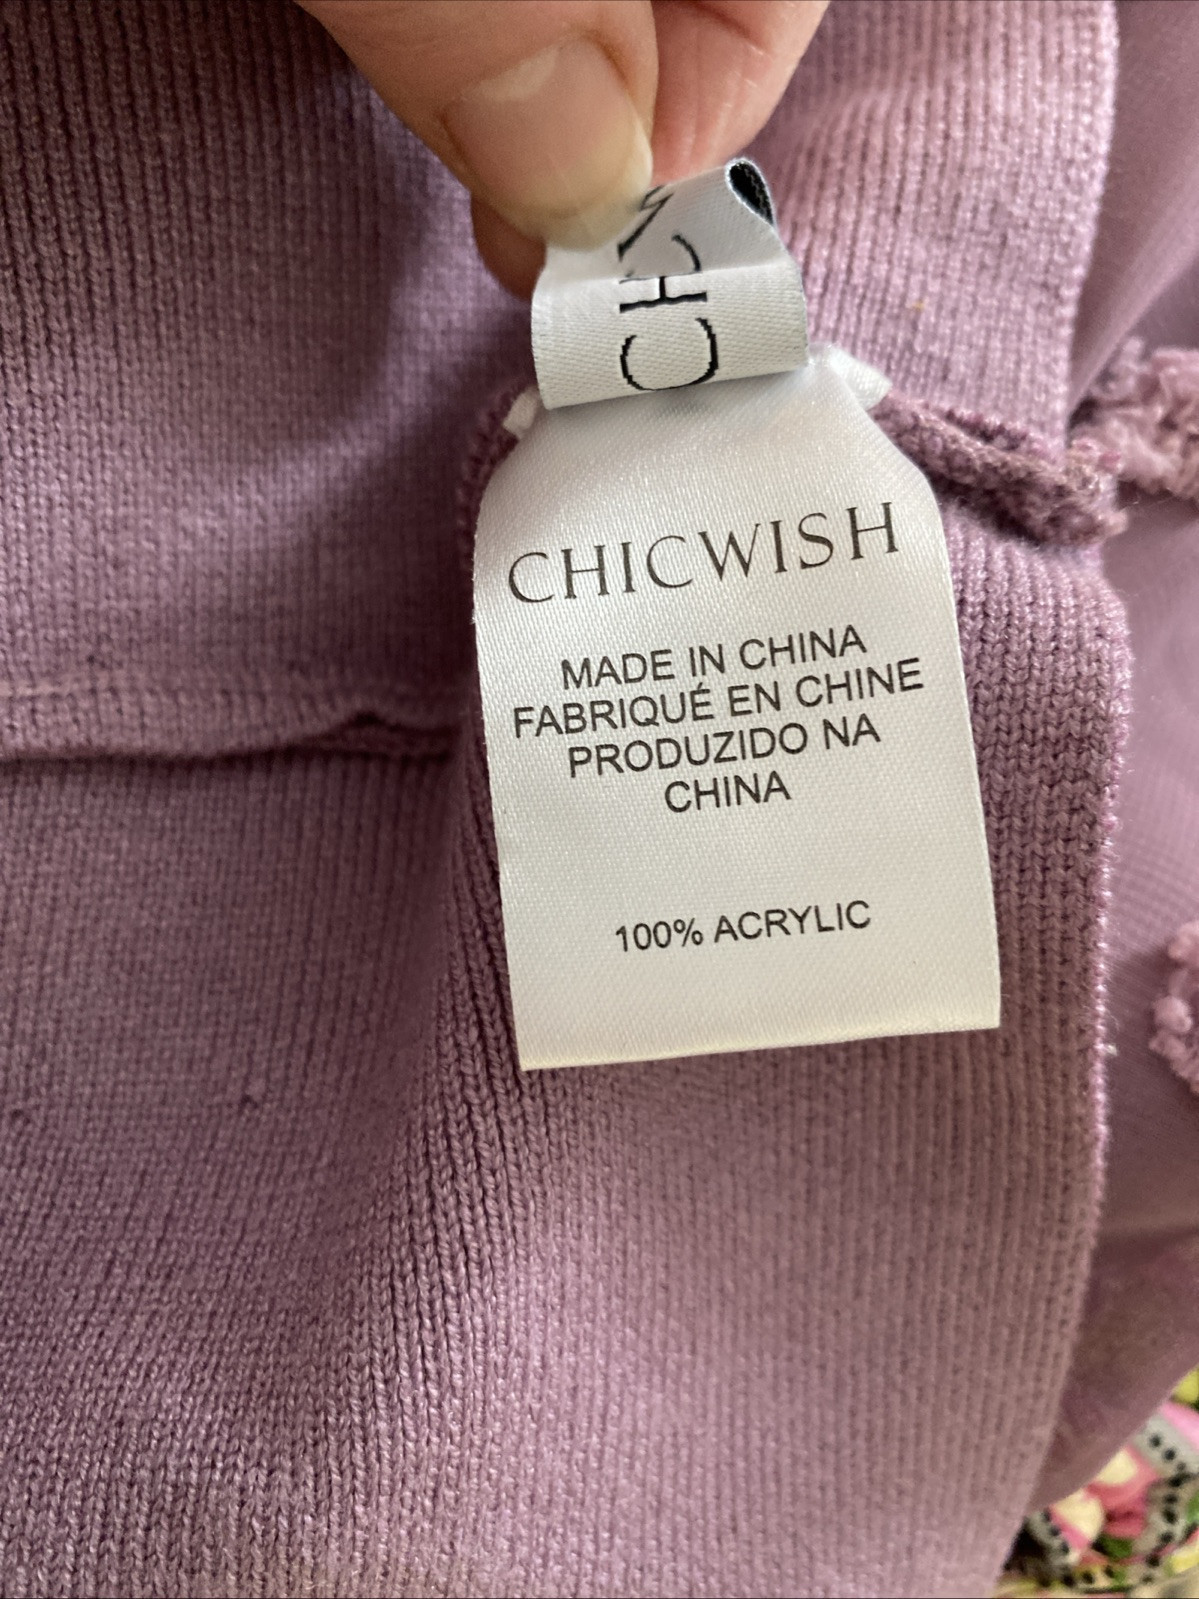 CHICWISH
MADE IN CHINA
FABRIQUÉ EN CHINE
PRODUZIDO NA
CHINA
100% ACRYLIC